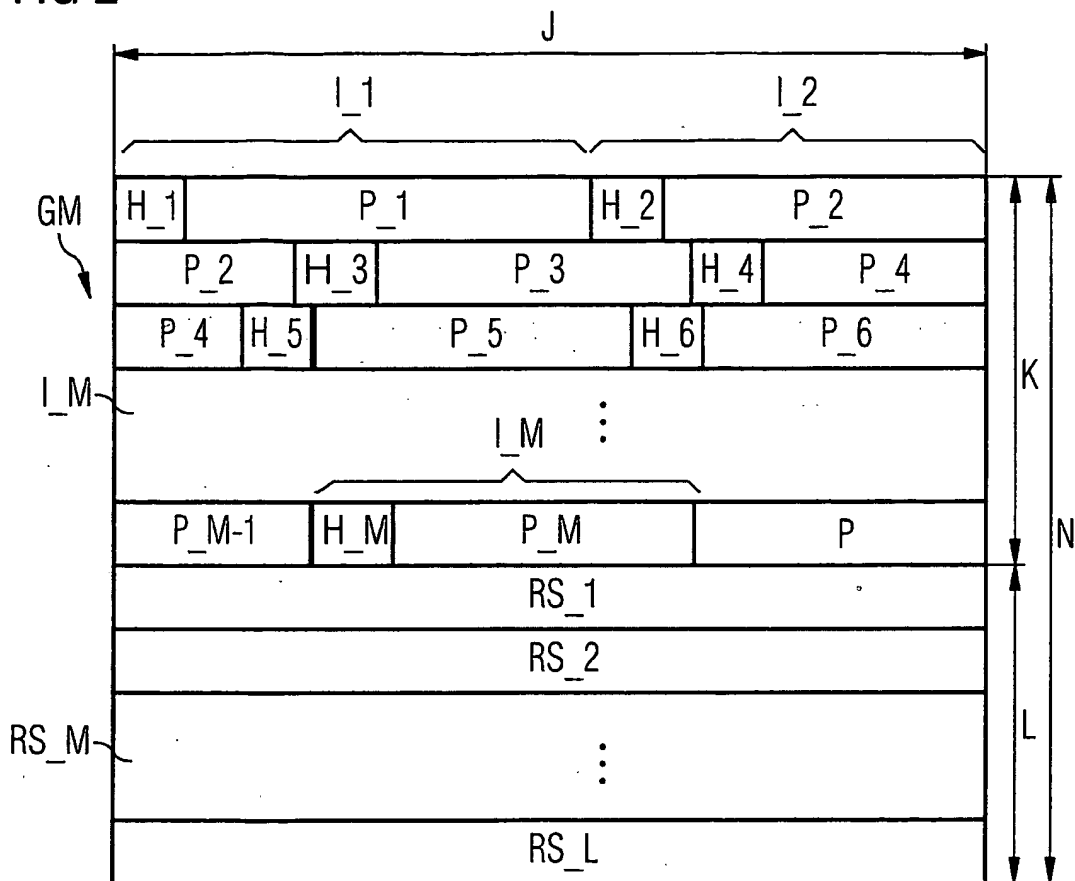 FIG 2
J
I_1 I_2
GM
H_1 P_1 H_2 P_2
P_2 H_3 P_3 H_4 P_4
P_4 H_5 P_5 H_6 P_6
K
I_M
⋮
I_M
P_M-1 H_M P_M P
N
RS_1
RS_2
L
RS_M
⋮
RS_L